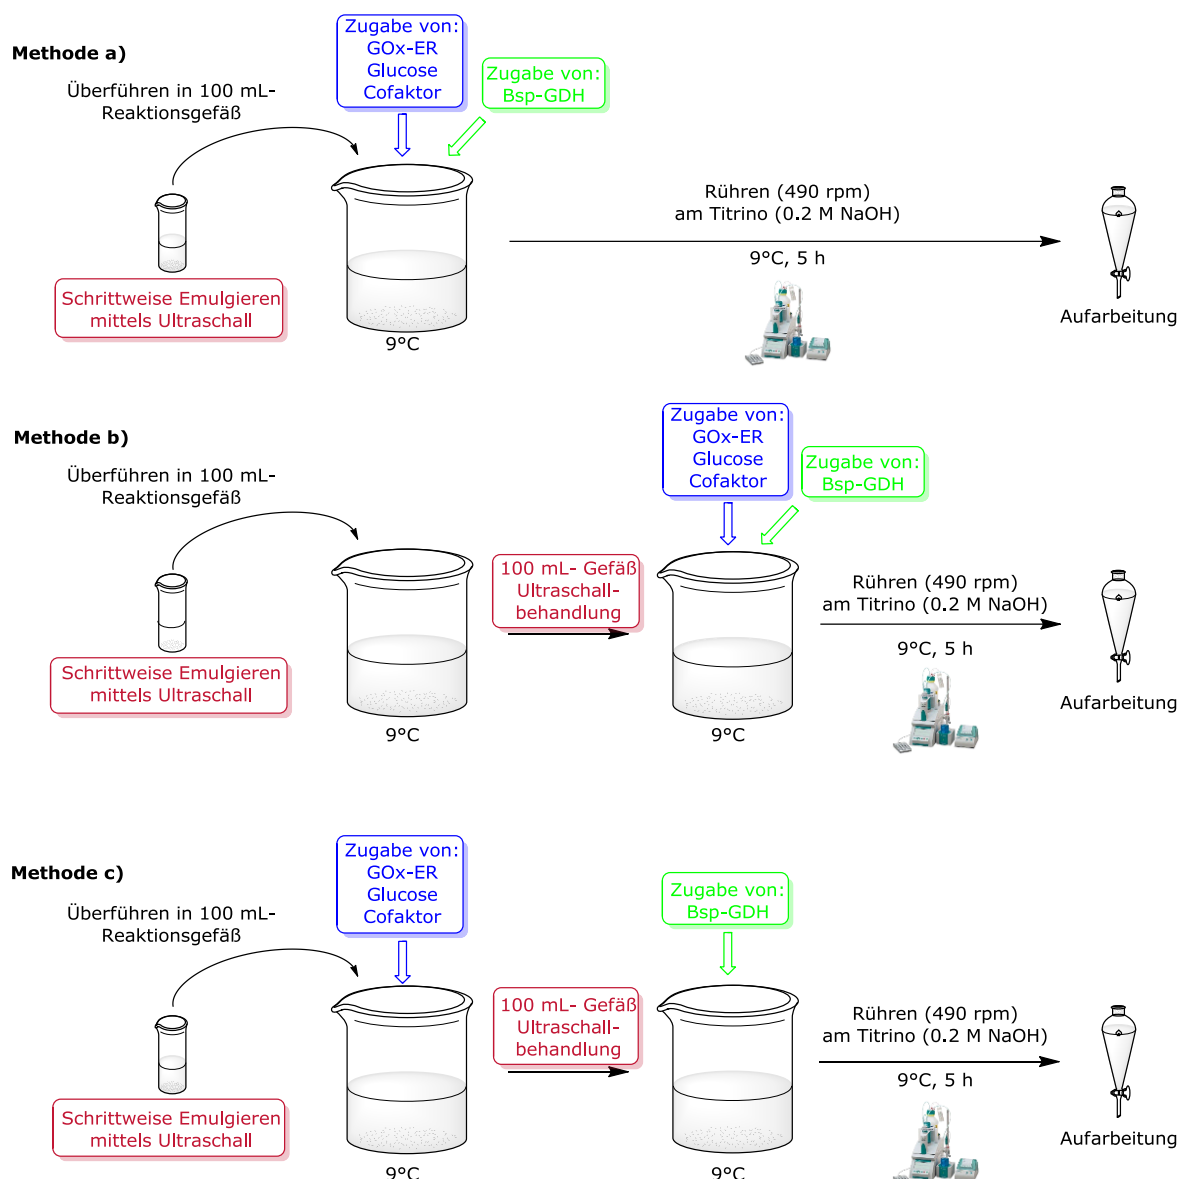 Methode a)
Überführen in 100 mL-
Reaktionsgefäß
Zugabe von:
GOx-ER
Glucose
Cofaktor
Zugabe von:
Bsp-GDH
Schrittweise Emulgieren
mittels Ultraschall
9°C
Rühren (490 rpm)
am Titrino (0.2 M NaOH)
9°C, 5 h
Aufarbeitung
Methode b)
Überführen in 100 mL-
Reaktionsgefäß
Schrittweise Emulgieren
mittels Ultraschall
9°C
100 mL- Gefäß
Ultraschall-
behandlung
Zugabe von:
GOx-ER
Glucose
Cofaktor
Zugabe von:
Bsp-GDH
9°C
Rühren (490 rpm)
am Titrino (0.2 M NaOH)
9°C, 5 h
Aufarbeitung
Methode c)
Überführen in 100 mL-
Reaktionsgefäß
Zugabe von:
GOx-ER
Glucose
Cofaktor
Schrittweise Emulgieren
mittels Ultraschall
9°C
100 mL- Gefäß
Ultraschall-
behandlung
Zugabe von:
Bsp-GDH
9°C
Rühren (490 rpm)
am Titrino (0.2 M NaOH)
9°C, 5 h
Aufarbeitung